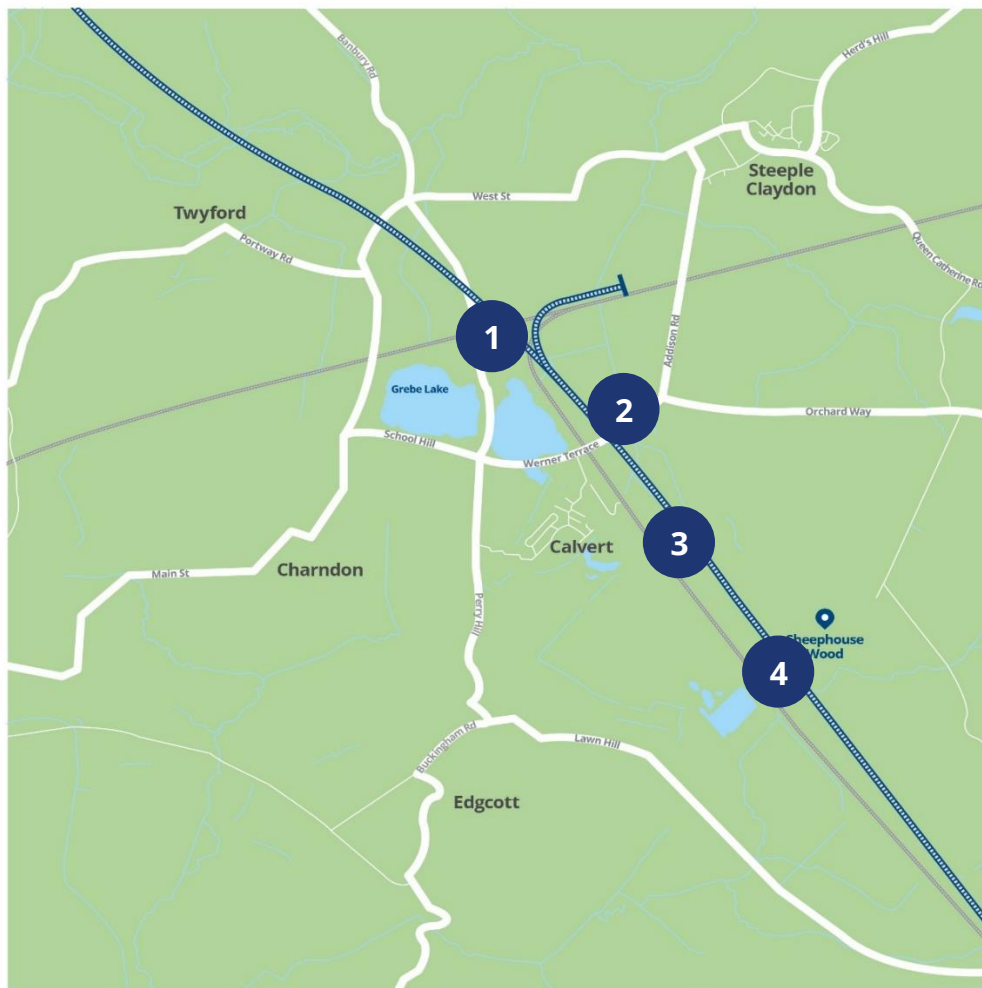 Banbury Rd
Herd's Hill
Steeple
Claydon
West St
Twyford
Portway Rd
Queen Catherine Rd
1
Addison Rd
Grebe Lake
2
Orchard Way
School Hill
Werner Terrace
3
Calvert
Charndon
Main St
Perry Hill
Sheephouse
Wood
4
Buckingham Rd
Lawn Hill
Edgcott